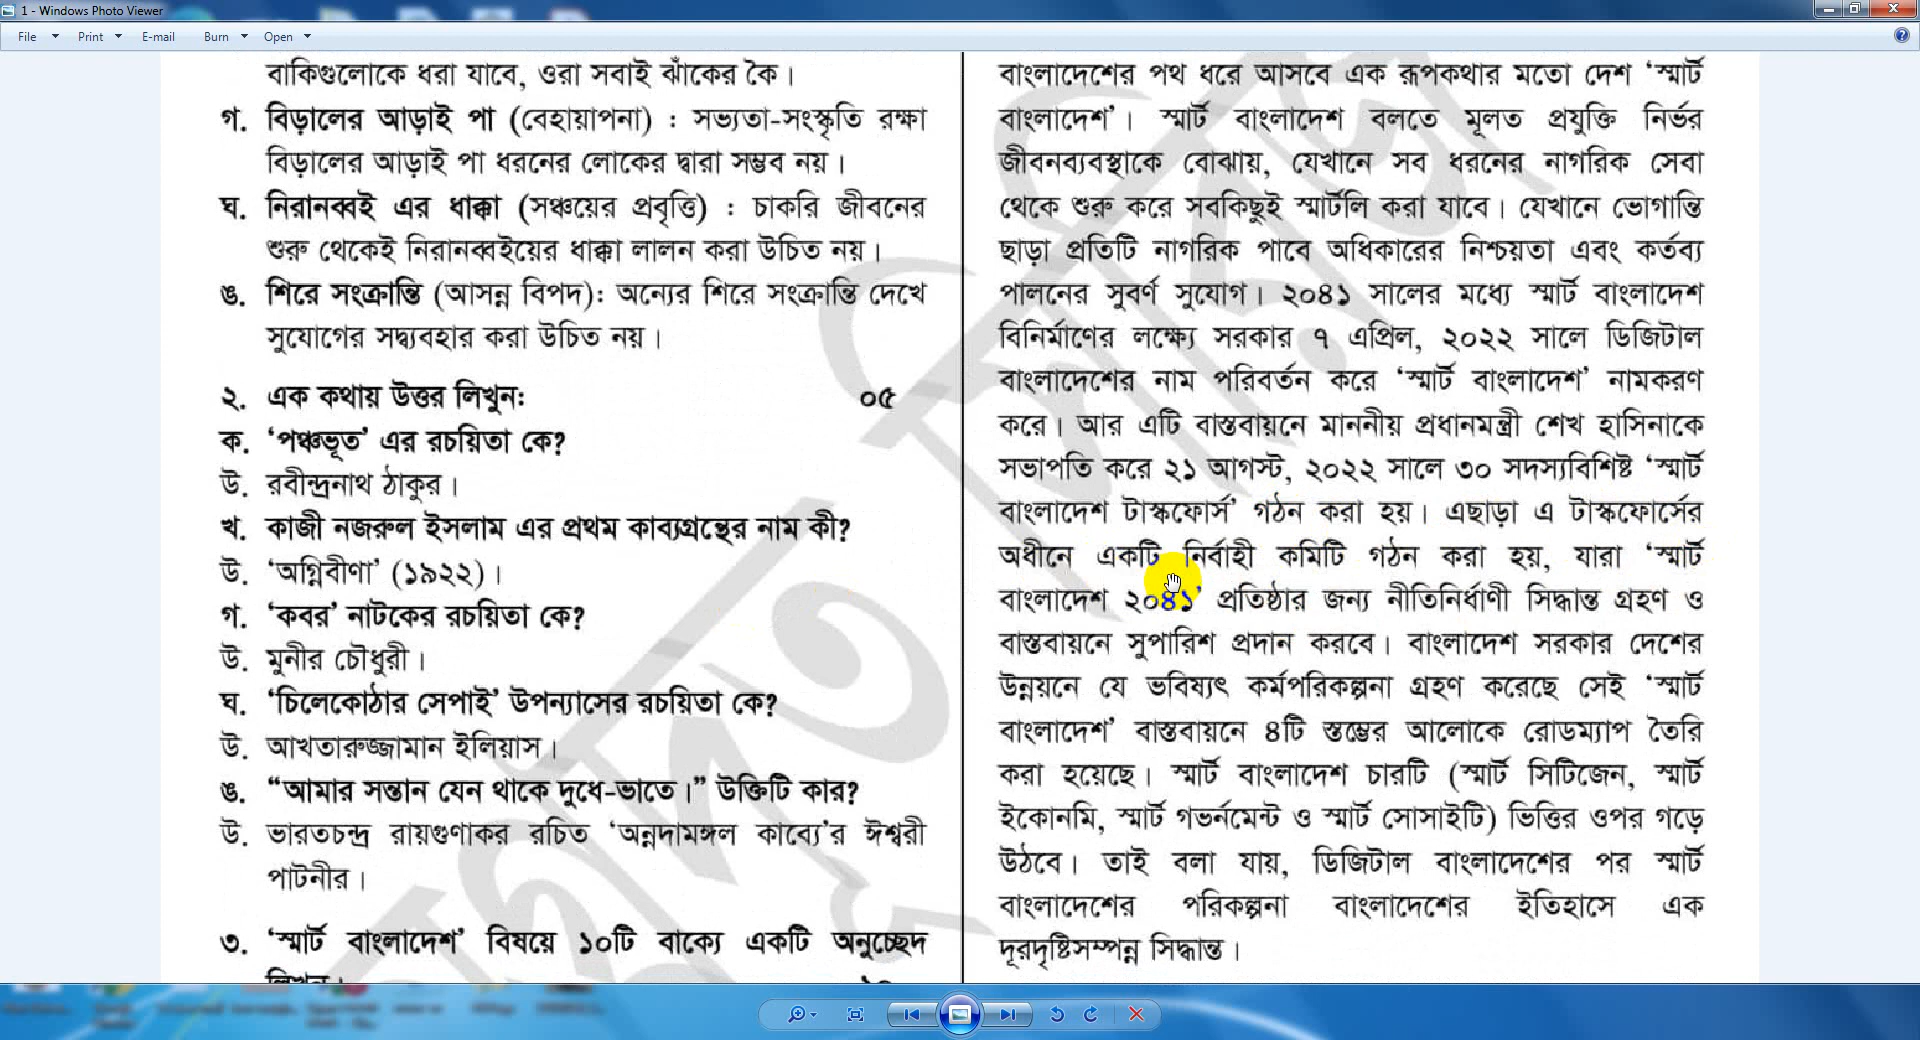 1 - Windows Photo Viewer
File Print E-mail Burn Open
বাকিগুলোকে ধরা যাবে, ওরা সবাই ঝাঁকের কৈ।
গ. বিড়ালের আড়াই পা (বেহায়াপনা) : সভ্যতা-সংস্কৃতি রক্ষা
বিড়ালের আড়াই পা ধরনের লোকের দ্বারা সম্ভব নয়।
ঘ. নিরানব্বই এর ধাক্কা (সঞ্চয়ের প্রবৃত্তি) : চাকরি জীবনের
শুরু থেকেই নিরানব্বইয়ের ধাক্কা লালন করা উচিত নয়।
ঙ. শিরে সংক্রান্তি (আসন্ন বিপদ): অন্যের শিরে সংক্রান্তি দেখে
সুযোগের সদ্ব্যবহার করা উচিত নয়।
২. এক কথায় উত্তর লিখুন: ০৫
ক. ‘পঞ্চভূত’ এর রচয়িতা কে?
উ. রবীন্দ্রনাথ ঠাকুর।
খ. কাজী নজরুল ইসলাম এর প্রথম কাব্যগ্রন্থের নাম কী?
উ. ‘অগ্নিবীণা’ (১৯২২)।
গ. ‘কবর’ নাটকের রচয়িতা কে?
উ. মুনীর চৌধুরী।
ঘ. ‘চিলেকোঠার সেপাই’ উপন্যাসের রচয়িতা কে?
উ. আখতারুজ্জামান ইলিয়াস।
ঙ. “আমার সন্তান যেন থাকে দুধে-ভাতে।” উক্তিটি কার?
উ. ভারতচন্দ্র রায়গুণাকর রচিত ‘অন্নদামঙ্গল কাব্যে’র ঈশ্বরী
পাটনীর।
৩. ‘স্মার্ট বাংলাদেশ’ বিষয়ে ১০টি বাক্যে একটি অনুচ্ছেদ
লিখুন।
বাংলাদেশের পথ ধরে আসবে এক রূপকথার মতো দেশ ‘স্মার্ট
বাংলাদেশ’। স্মার্ট বাংলাদেশ বলতে মূলত প্রযুক্তি নির্ভর
জীবনব্যবস্থাকে বোঝায়, যেখানে সব ধরনের নাগরিক সেবা
থেকে শুরু করে সবকিছুই স্মার্টলি করা যাবে। যেখানে ভোগান্তি
ছাড়া প্রতিটি নাগরিক পাবে অধিকারের নিশ্চয়তা এবং কর্তব্য
পালনের সুবর্ণ সুযোগ। ২০৪১ সালের মধ্যে স্মার্ট বাংলাদেশ
বিনির্মাণের লক্ষ্যে সরকার ৭ এপ্রিল, ২০২২ সালে ডিজিটাল
বাংলাদেশের নাম পরিবর্তন করে ‘স্মার্ট বাংলাদেশ’ নামকরণ
করে। আর এটি বাস্তবায়নে মাননীয় প্রধানমন্ত্রী শেখ হাসিনাকে
সভাপতি করে ২১ আগস্ট, ২০২২ সালে ৩০ সদস্যবিশিষ্ট ‘স্মার্ট
বাংলাদেশ টাস্কফোর্স’ গঠন করা হয়। এছাড়া এ টাস্কফোর্সের
অধীনে একটি নির্বাহী কমিটি গঠন করা হয়, যারা ‘স্মার্ট
বাংলাদেশ ২০৪১’ প্রতিষ্ঠার জন্য নীতিনির্ধাণী সিদ্ধান্ত গ্রহণ ও
বাস্তবায়নে সুপারিশ প্রদান করবে। বাংলাদেশ সরকার দেশের
উন্নয়নে যে ভবিষ্যৎ কর্মপরিকল্পনা গ্রহণ করেছে সেই ‘স্মার্ট
বাংলাদেশ’ বাস্তবায়নে ৪টি স্তম্ভের আলোকে রোডম্যাপ তৈরি
করা হয়েছে। স্মার্ট বাংলাদেশ চারটি (স্মার্ট সিটিজেন, স্মার্ট
ইকোনমি, স্মার্ট গভর্নমেন্ট ও স্মার্ট সোসাইটি) ভিত্তির ওপর গড়ে
উঠবে। তাই বলা যায়, ডিজিটাল বাংলাদেশের পর স্মার্ট
বাংলাদেশের পরিকল্পনা বাংলাদেশের ইতিহাসে এক
দূরদৃষ্টিসম্পন্ন সিদ্ধান্ত।